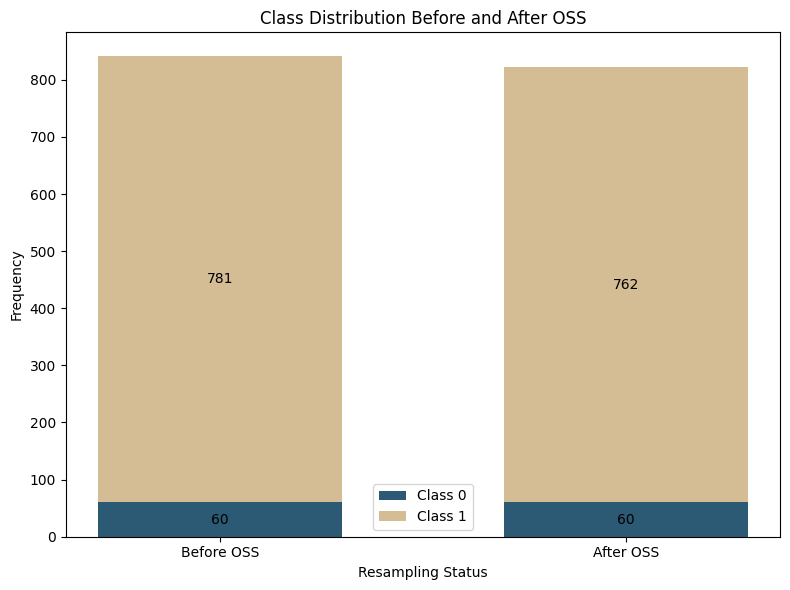 Class Distribution Before and After OSS
Frequency
800
700
600
500
400
300
200
100
0
781
762
60
60
Class 0
Class 1
Before OSS
After OSS
Resampling Status